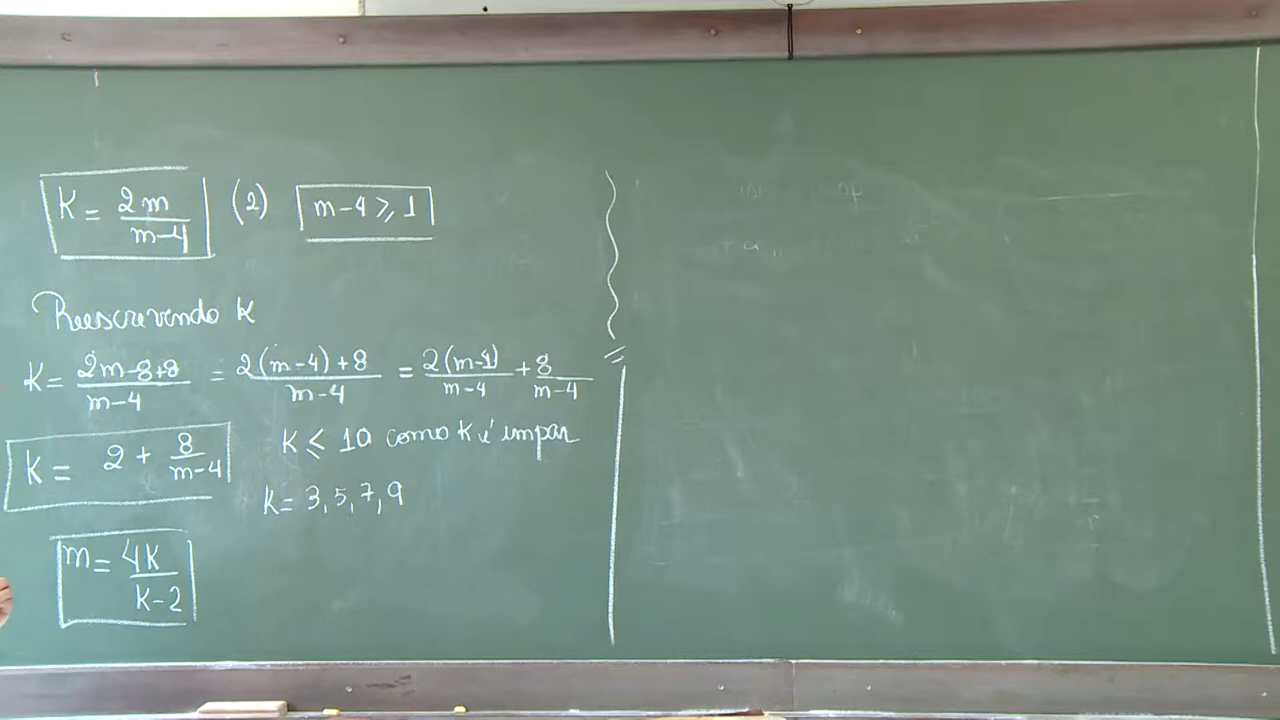 K = 2m/(m-4) (2) m-4 ⩾ 1
Reescrevendo K
K = (2m-8+8)/(m-4) = (2(m-4)+8)/(m-4) = 2(m-4)/(m-4) + 8/(m-4)
K = 2 + 8/(m-4) K ⩽ 10 como K é impar
K = 3, 5, 7, 9
m = 4K/(K-2)